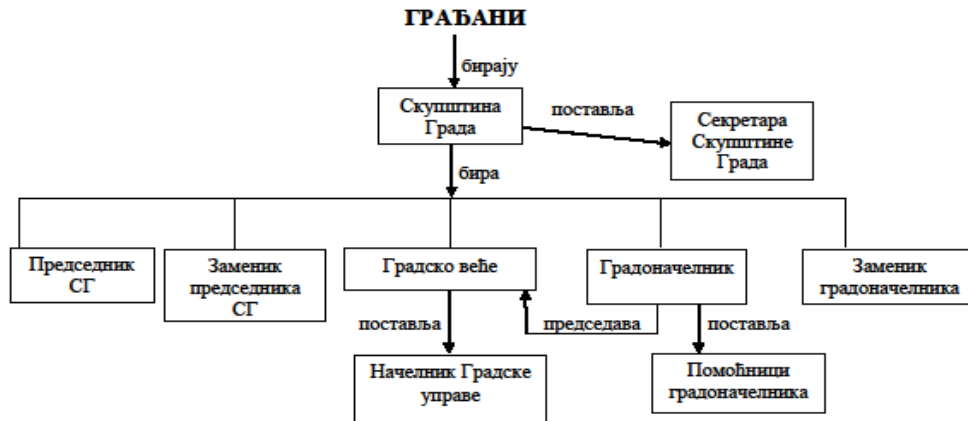 ГРАЂАНИ
бирају
Скупштина
Града
поставља
Секретара
Скупштине
Града
бира
Председник
СГ
Заменик
председника
СГ
Градско веће
Градоначелник
Заменик
градоначелника
поставља
председава
поставља
Начелник Градске
управе
Помоћници
градоначелника